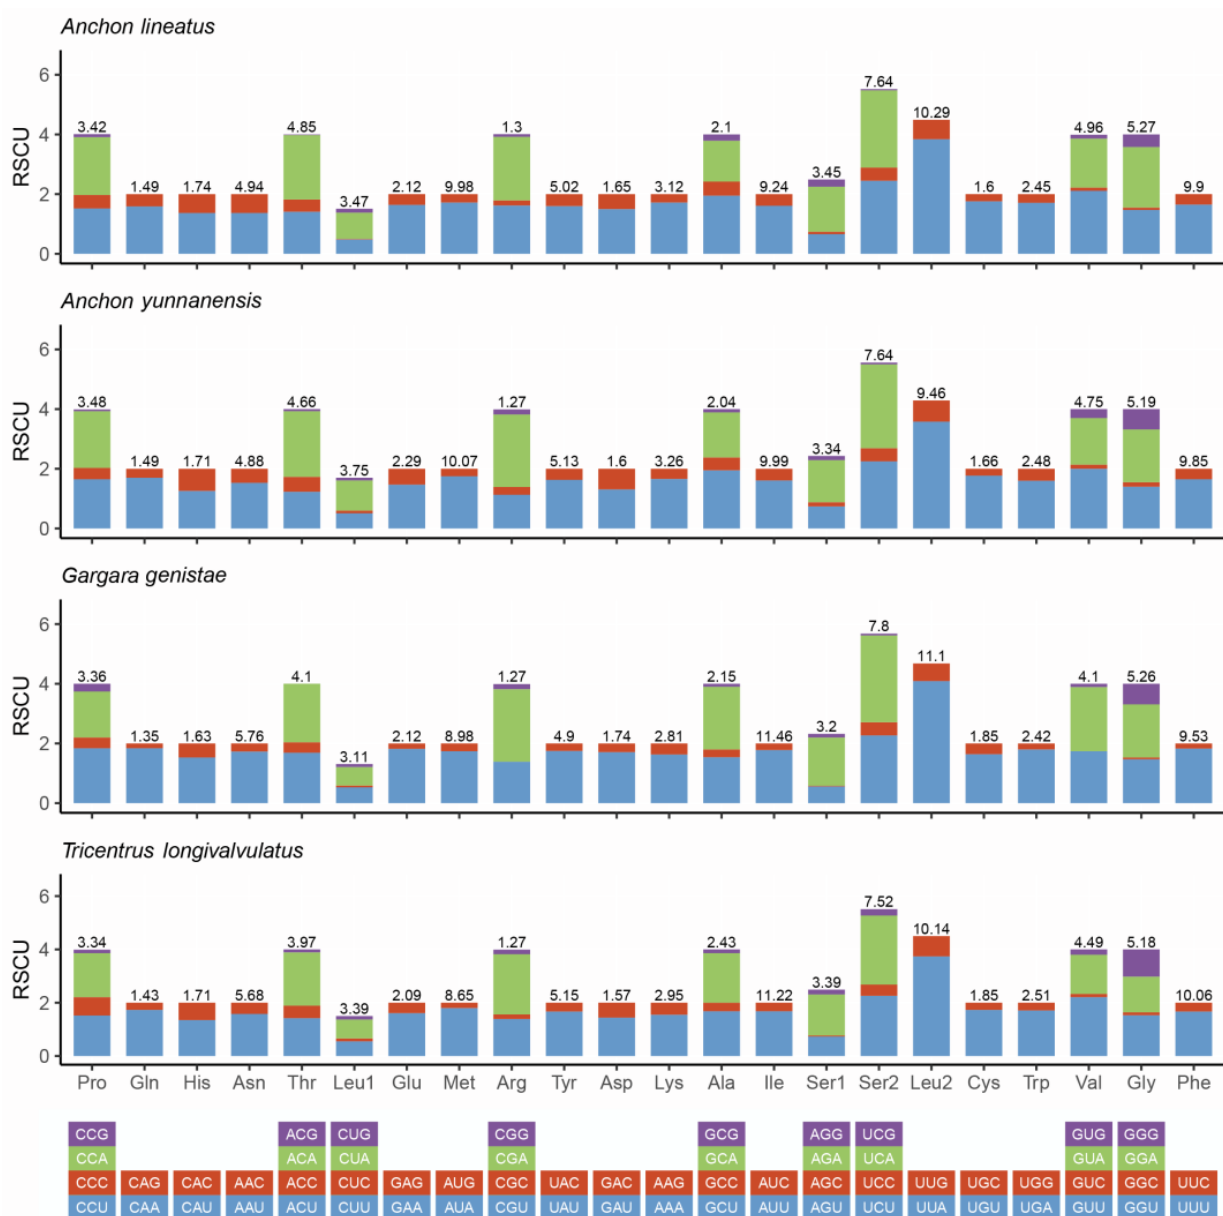 Anchon lineatus
RSCU
6
4
2
0
3.42 1.49 1.74 4.94 4.85 3.47 2.12 9.98 1.3 5.02 1.65 3.12 2.1 9.24 3.45 7.64 10.29 1.6 2.45 4.96 5.27 9.9
Anchon yunnanensis
RSCU
6
4
2
0
3.48 1.49 1.71 4.88 4.66 3.75 2.29 10.07 1.27 5.13 1.6 3.26 2.04 9.99 3.34 7.64 9.46 1.66 2.48 4.75 5.19 9.85
Gargara genistae
RSCU
6
4
2
0
3.36 1.35 1.63 5.76 4.1 3.11 2.12 8.98 1.27 4.9 1.74 2.81 2.15 11.46 3.2 7.8 11.1 1.85 2.42 4.1 5.26 9.53
Tricentrus longivalvulatus
RSCU
6
4
2
0
3.34 1.43 1.71 5.68 3.97 3.39 2.09 8.65 1.27 5.15 1.57 2.95 2.43 11.22 3.39 7.52 10.14 1.85 2.51 4.49 5.18 10.06
Pro Gln His Asn Thr Leu1 Glu Met Arg Tyr Asp Lys Ala Ile Ser1 Ser2 Leu2 Cys Trp Val Gly Phe
CCG ACG CUG CGG GCG AGG UCG GUG GGG
CCA ACA CUA CGA GCA AGA UCA GUA GGA
CCC CAG CAC AAC ACC CUC GAG AUG CGC UAC GAC AAG GCC AUC AGC UCC UUG UGC UGG GUC GGC UUC
CCU CAA CAU AAU ACU CUU GAA AUA CGU UAU GAU AAA GCU AUU AGU UCU UUA UGU UGA GUU GGU UUU